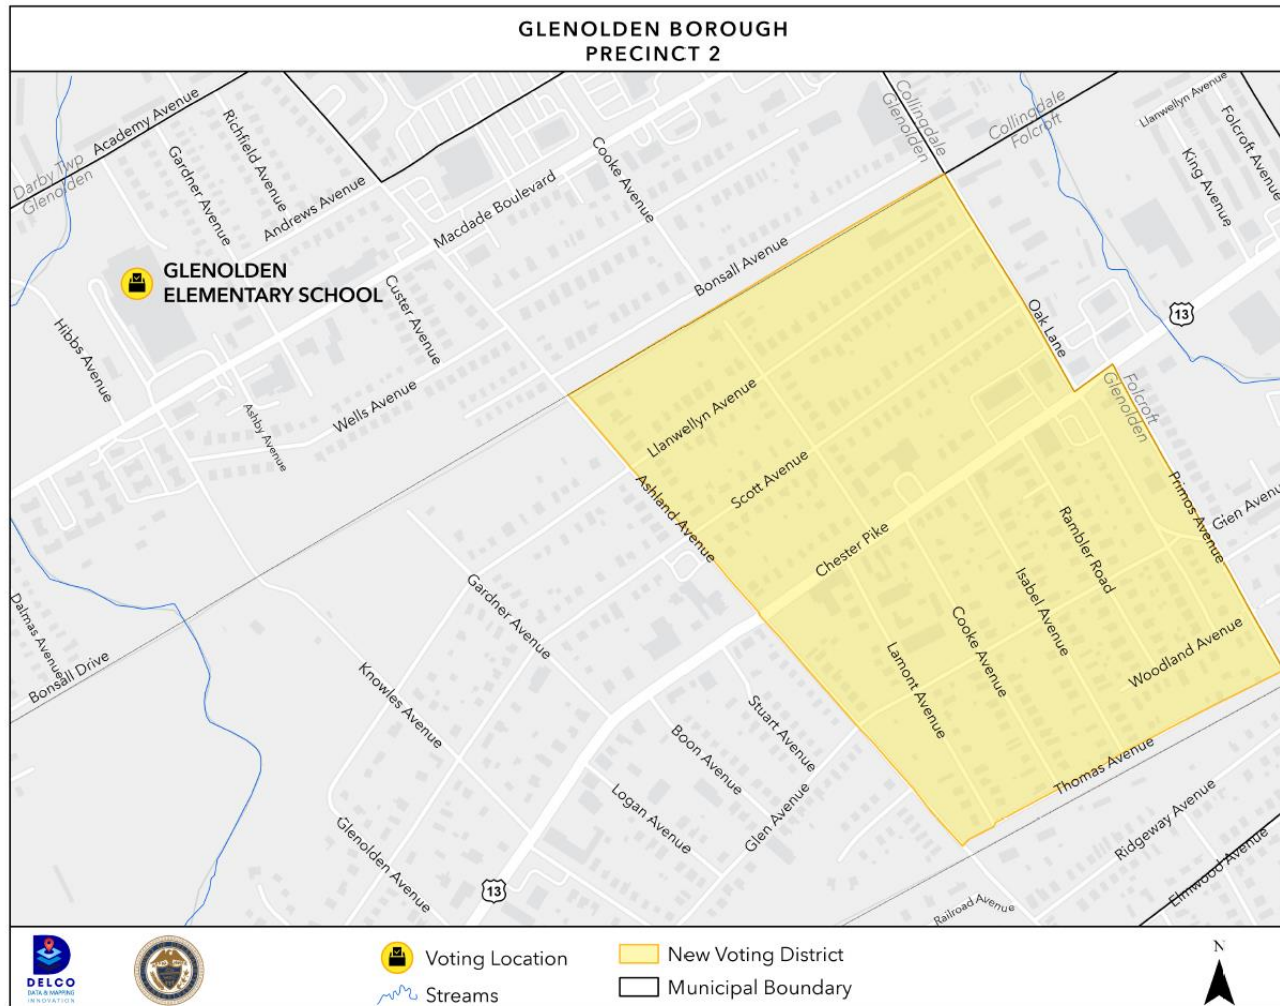 GLENOLDEN BOROUGH
PRECINCT 2
Darby Twp
Glenolden
Academy Avenue
Richfield Avenue
Gardner Avenue
Andrews Avenue
Cooke Avenue
Macdade Boulevard
Collingdale
Glenolden
Collingdale
Folcroft
Llanwellyn Avenue
Folcroft Avenue
King Avenue
GLENOLDEN
ELEMENTARY SCHOOL
Custer Avenue
Bonsall Avenue
Hibbs Avenue
Oak Lane
13
Wells Avenue
Ashby Avenue
Llanwellyn Avenue
Folcroft
Glenolden
Scott Avenue
Ashland Avenue
Primos Avenue
Glen Avenu
Chester Pike
Rambler Road
Isabel Avenue
Gardner Avenue
Cooke Avenue
Dalmas Avenue
Bonsall Drive
Knowles Avenue
Lamont Avenue
Woodland Avenue
Stuart Avenue
Boon Avenue
Thomas Avenue
Logan Avenue
Glen Avenue
Ridgeway Avenue
Glenolden Avenue
Elmwood Avenue
13
Railroad Avenue
DELCO
DATA & MAPPING
INNOVATION
Voting Location
Streams
New Voting District
Municipal Boundary
N